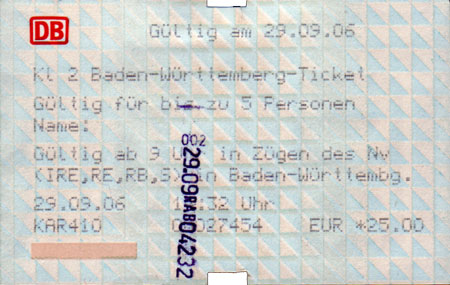 DB
Gültig am 29.09.06
Kl 2 Baden-Württemberg-Ticket
Gültig für bis zu 5 Personen
Name:
Gültig ab 9 Uhr in Zügen des Nv
(IRE,RE,RB,S) in Baden-Württembg.
29.09.06 Uhr
KAR410 EUR *25.00
002
29.09RAB04232